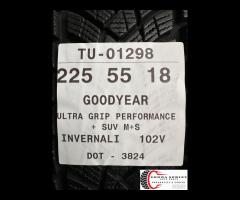 TU-01298
225 55 18
GOODYEAR
ULTRA GRIP PERFORMANCE
+ SUV M+S
INVERNALI 102V
DOT - 3824